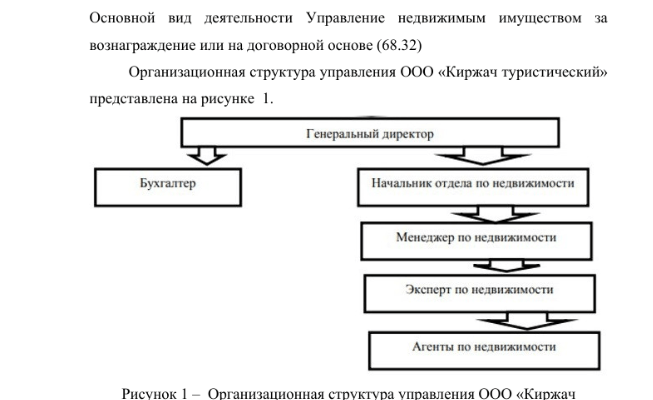 Основной вид деятельности Управление недвижимым имуществом за
вознаграждение или на договорной основе (68.32)
Организационная структура управления ООО «Киржач туристический»
представлена на рисунке 1.
Генеральный директор
Бухгалтер
Начальник отдела по недвижимости
Менеджер по недвижимости
Эксперт по недвижимости
Агенты по недвижимости
Рисунок 1 – Организационная структура управления ООО «Киржач